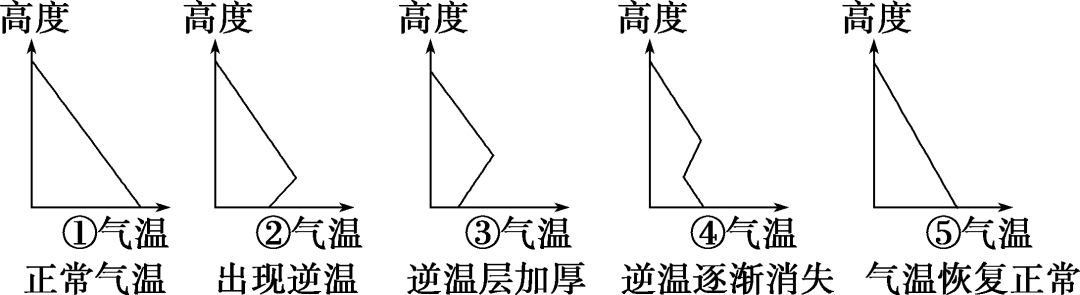 高度 高度 高度 高度 高度
①气温 ②气温 ③气温 ④气温 ⑤气温
正常气温 出现逆温 逆温层加厚 逆温逐渐消失 气温恢复正常